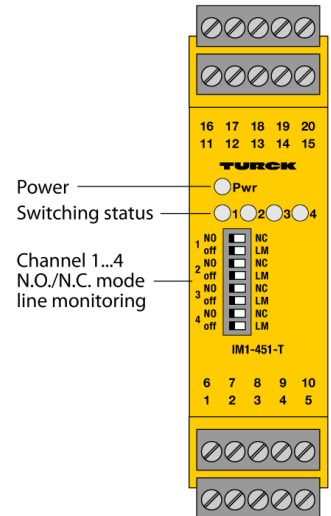 16 17 18 19 20
11 12 13 14 15
TURCK
Power
Pwr
Switching status
1 2 3 4
Channel 1...4
N.O./N.C. mode
line monitoring
1 NO NC
off LM
2 NO NC
off LM
3 NO NC
off LM
4 NO NC
off LM
IM1-451-T
6 7 8 9 10
1 2 3 4 5